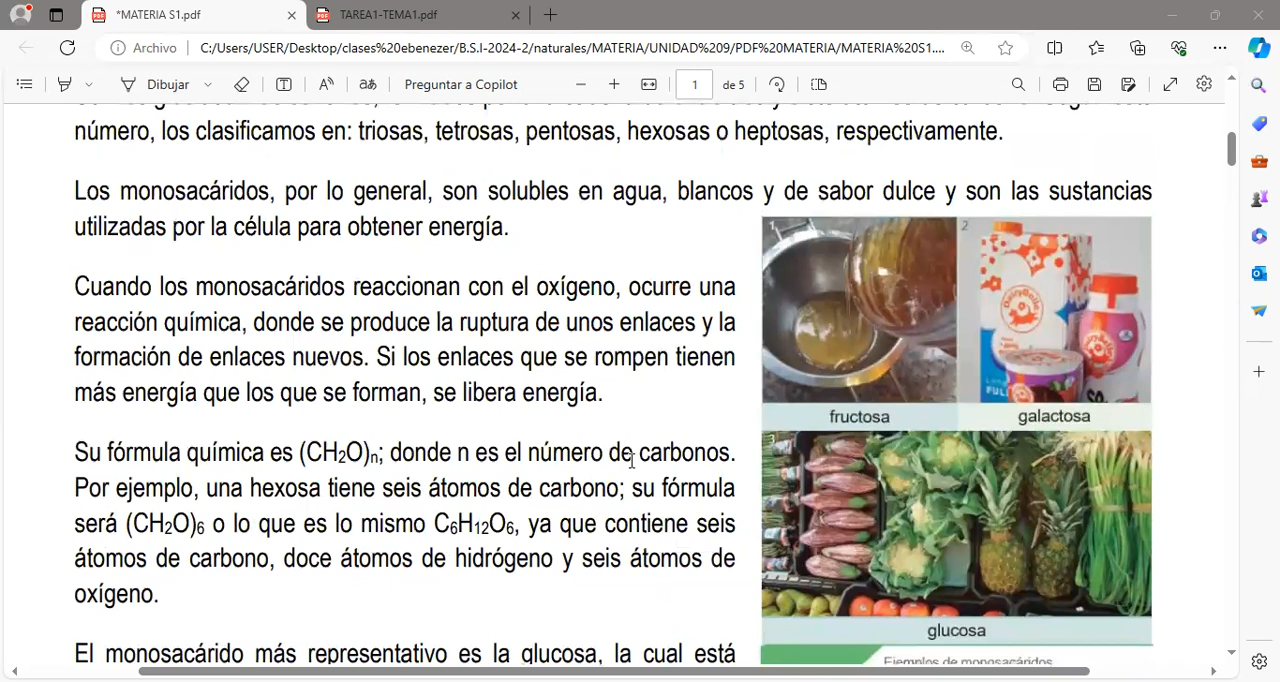 *MATERIA S1.pdf
TAREA1-TEMA1.pdf
Archivo
C:/Users/USER/Desktop/clases%20ebenezer/B.S.I-2024-2/naturales/MATERIA/UNIDAD%209/PDF%20MATERIA/MATERIA%20S1....
Dibujar
Preguntar a Copilot
1 de 5
número, los clasificamos en: triosas, tetrosas, pentosas, hexosas o heptosas, respectivamente.
Los monosacáridos, por lo general, son solubles en agua, blancos y de sabor dulce y son las sustancias
utilizadas por la célula para obtener energía.
Cuando los monosacáridos reaccionan con el oxígeno, ocurre una
reacción química, donde se produce la ruptura de unos enlaces y la
formación de enlaces nuevos. Si los enlaces que se rompen tienen
más energía que los que se forman, se libera energía.
Su fórmula química es (CH₂O)ₙ; donde n es el número de carbonos.
Por ejemplo, una hexosa tiene seis átomos de carbono; su fórmula
será (CH₂O)₆ o lo que es lo mismo C₆H₁₂O₆, ya que contiene seis
átomos de carbono, doce átomos de hidrógeno y seis átomos de
oxígeno.
El monosacárido más representativo es la glucosa, la cual está
1
2
fructosa
galactosa
3
glucosa
Ejemplos de monosacáridos